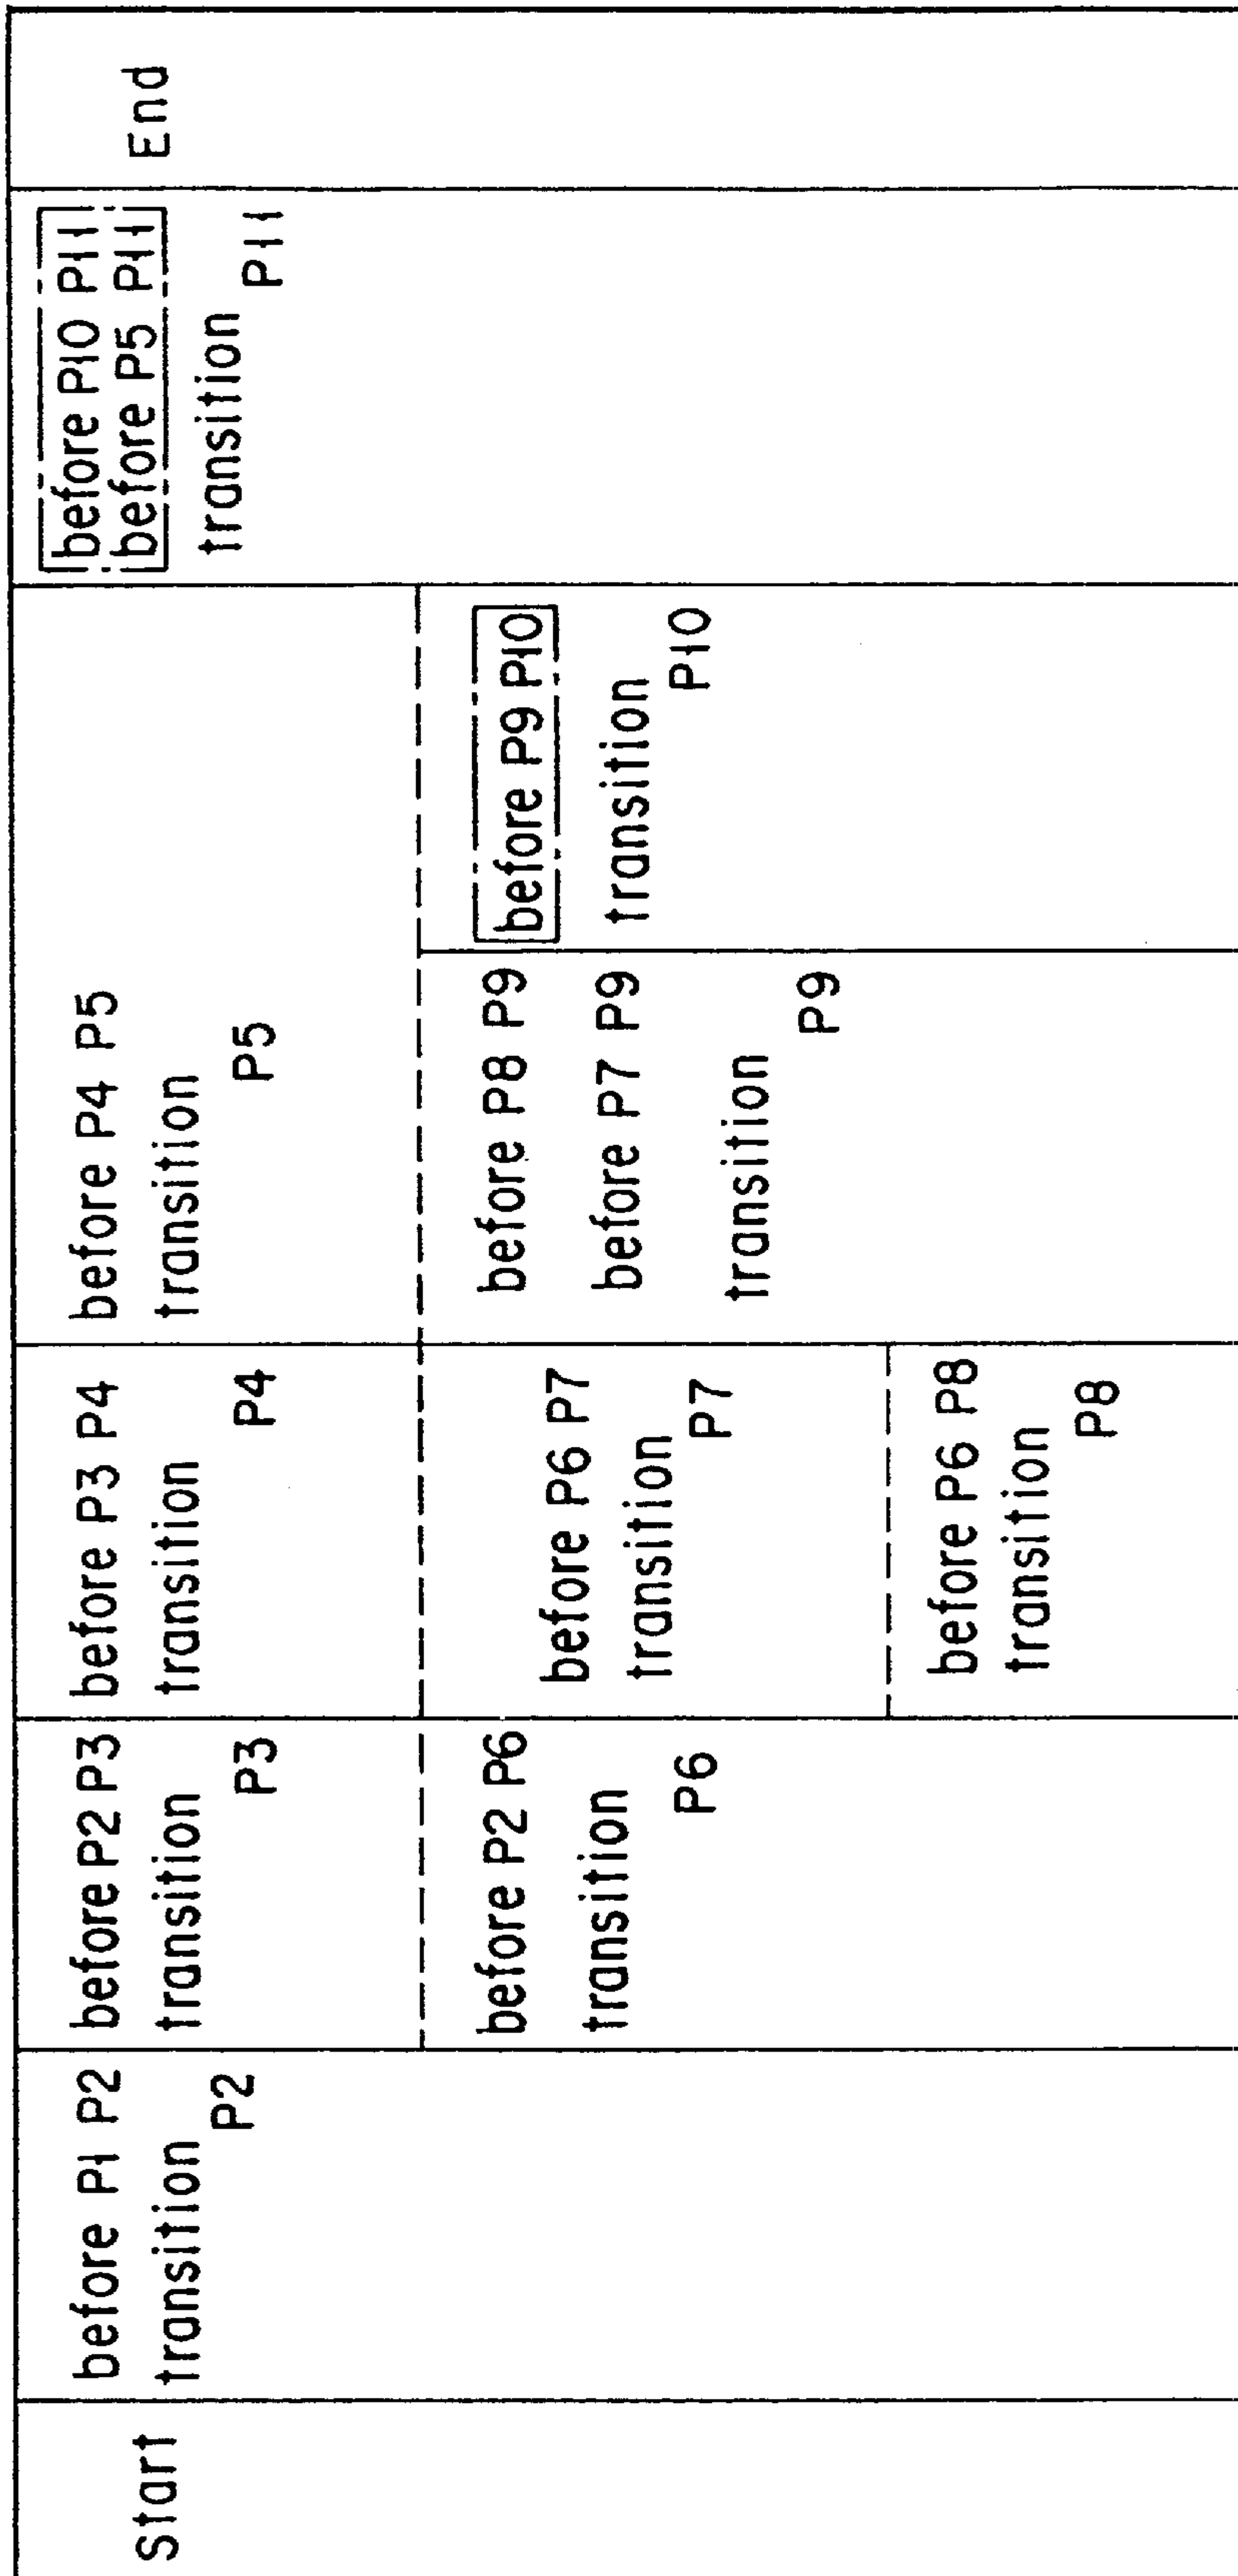 Start
before P1 P2
transition
P2
before P2 P3
transition
P3
before P2 P6
transition
P6
before P3 P4
transition
P4
before P6 P7
transition
P7
before P6 P8
transition
P8
before P4 P5
transition
P5
before P8 P9
before P7 P9
transition
P9
before P9 P10
transition
P10
before P10 P11
before P5 P11
transition
P11
End